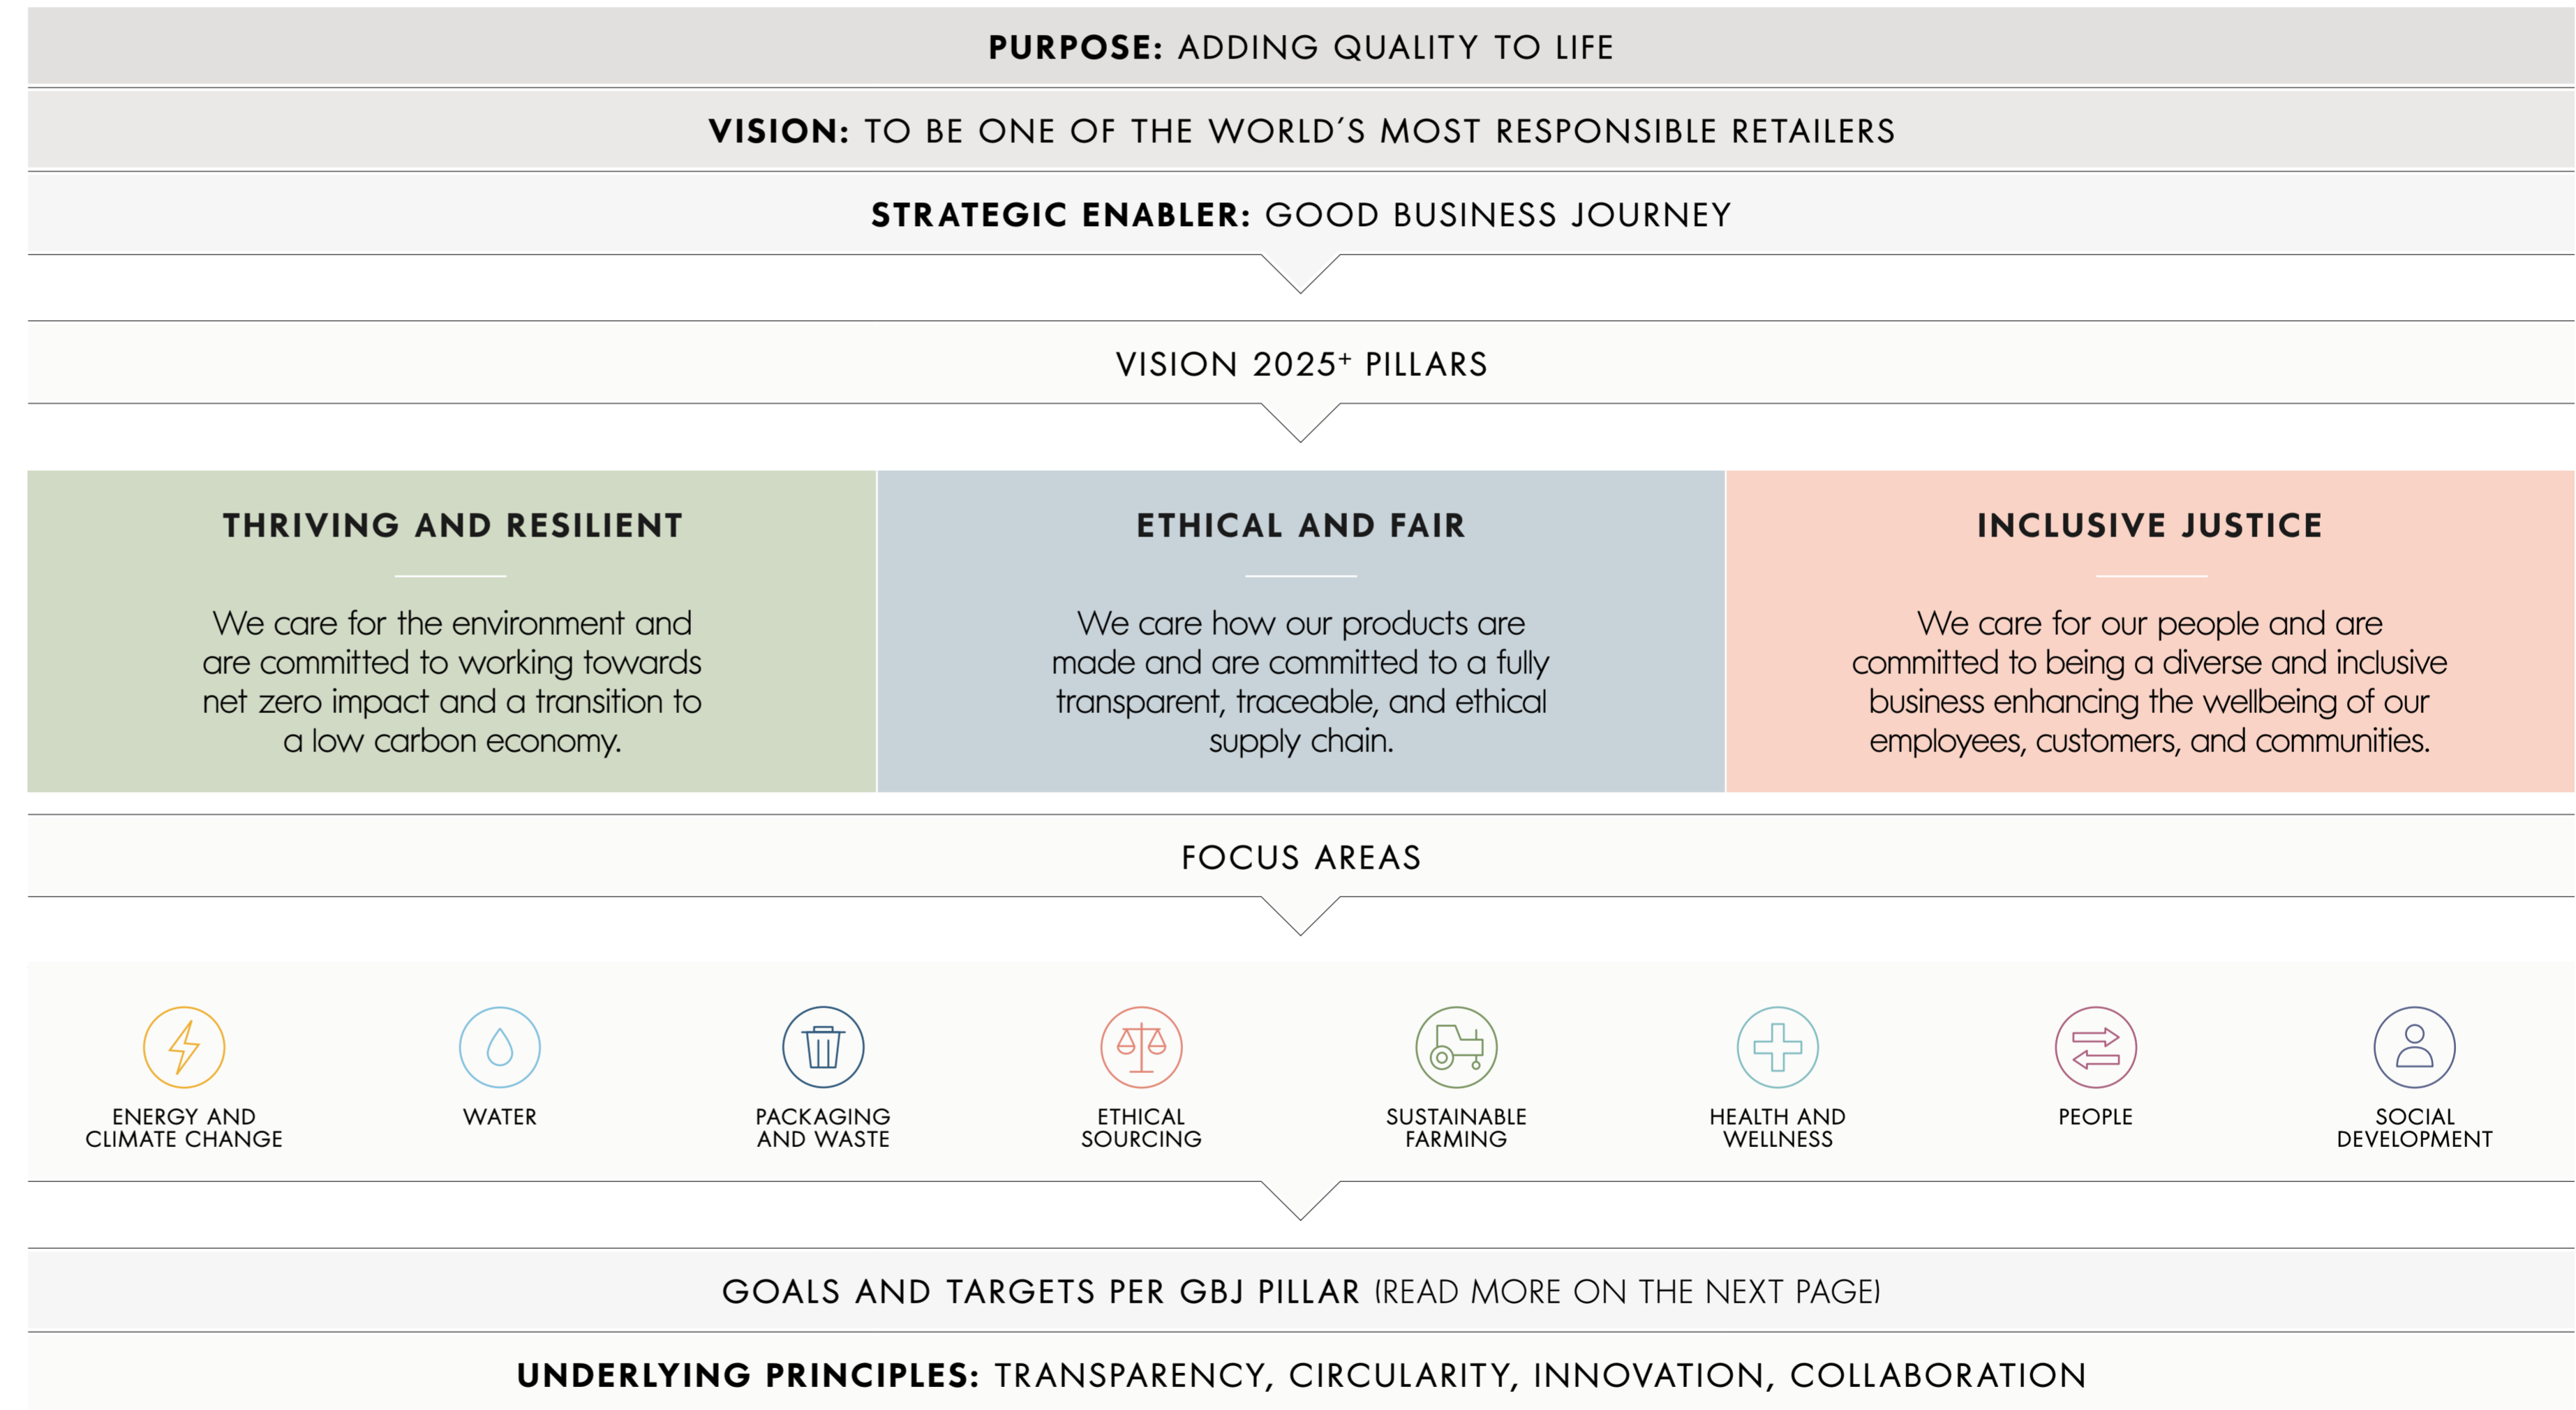 PURPOSE: ADDING QUALITY TO LIFE
VISION: TO BE ONE OF THE WORLD'S MOST RESPONSIBLE RETAILERS
STRATEGIC ENABLER: GOOD BUSINESS JOURNEY
VISION 2025+ PILLARS
THRIVING AND RESILIENT
We care for the environment and
are committed to working towards
net zero impact and a transition to
a low carbon economy.
ETHICAL AND FAIR
We care how our products are
made and are committed to a fully
transparent, traceable, and ethical
supply chain.
INCLUSIVE JUSTICE
We care for our people and are
committed to being a diverse and inclusive
business enhancing the wellbeing of our
employees, customers, and communities.
FOCUS AREAS
ENERGY AND
CLIMATE CHANGE
WATER
PACKAGING
AND WASTE
ETHICAL
SOURCING
SUSTAINABLE
FARMING
HEALTH AND
WELLNESS
PEOPLE
SOCIAL
DEVELOPMENT
GOALS AND TARGETS PER GBJ PILLAR (READ MORE ON THE NEXT PAGE)
UNDERLYING PRINCIPLES: TRANSPARENCY, CIRCULARITY, INNOVATION, COLLABORATION